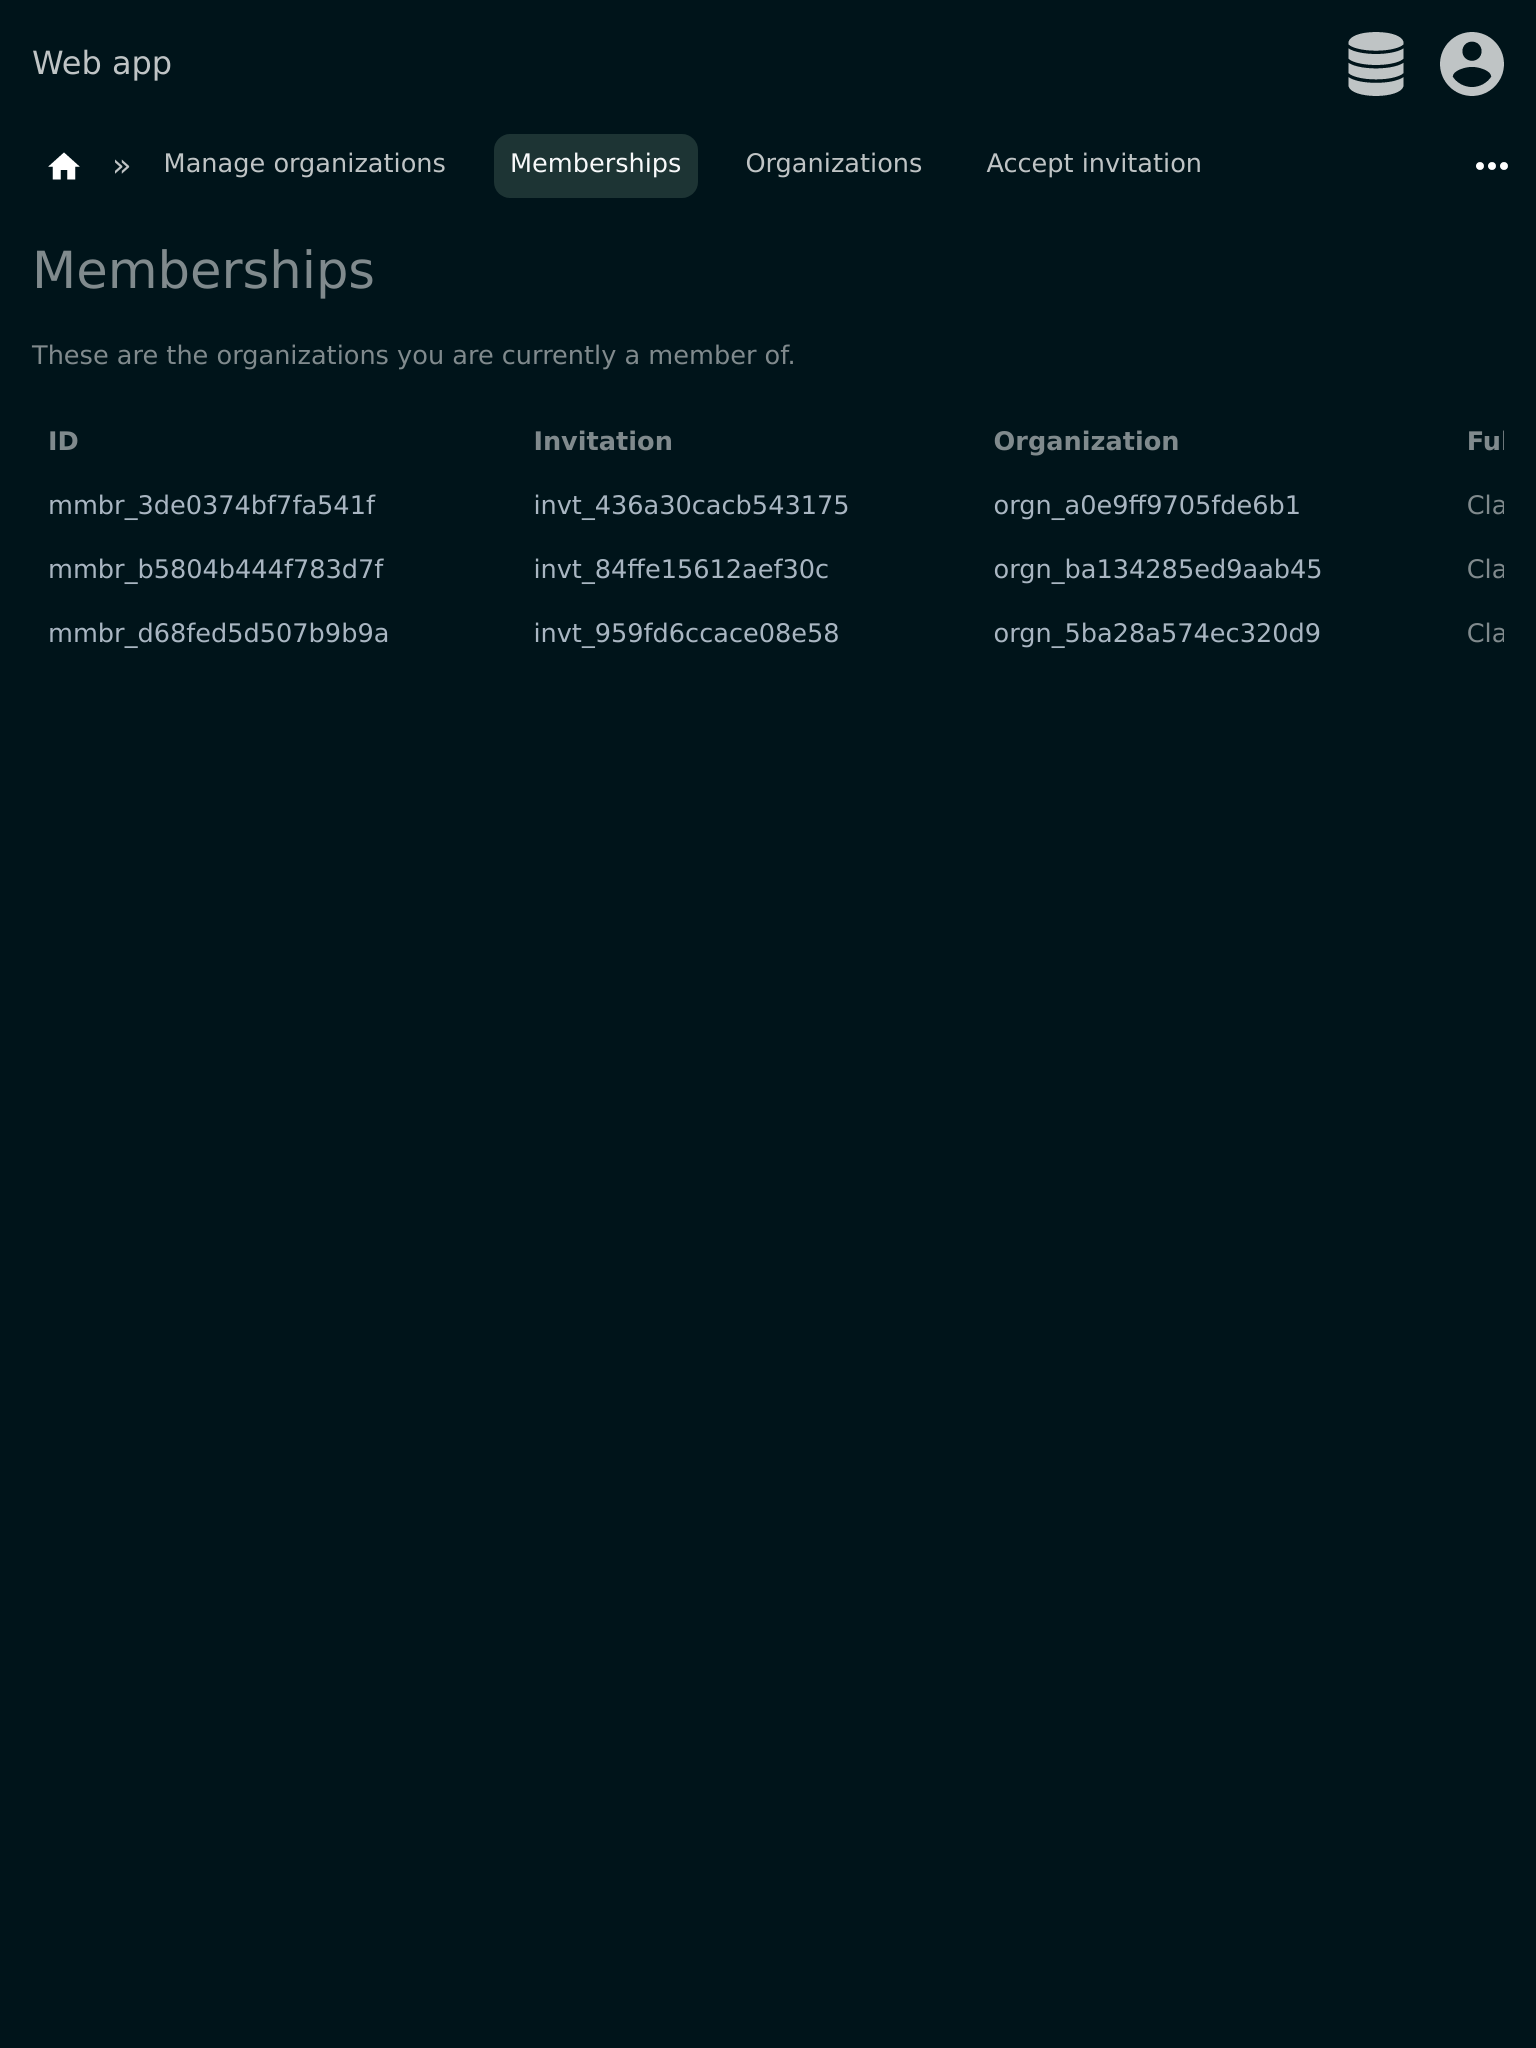 Web app
» Manage organizations Memberships Organizations Accept invitation
Memberships
These are the organizations you are currently a member of.
ID Invitation Organization
mmbr_3de0374bf7fa541f invt_436a30cacb543175 orgn_a0e9ff9705fde6b1 Cla
mmbr_b5804b444f783d7f invt_84ffe15612aef30c orgn_ba134285ed9aab45 Cla
mmbr_d68fed5d507b9b9a invt_959fd6ccace08e58 orgn_5ba28a574ec320d9 Cla